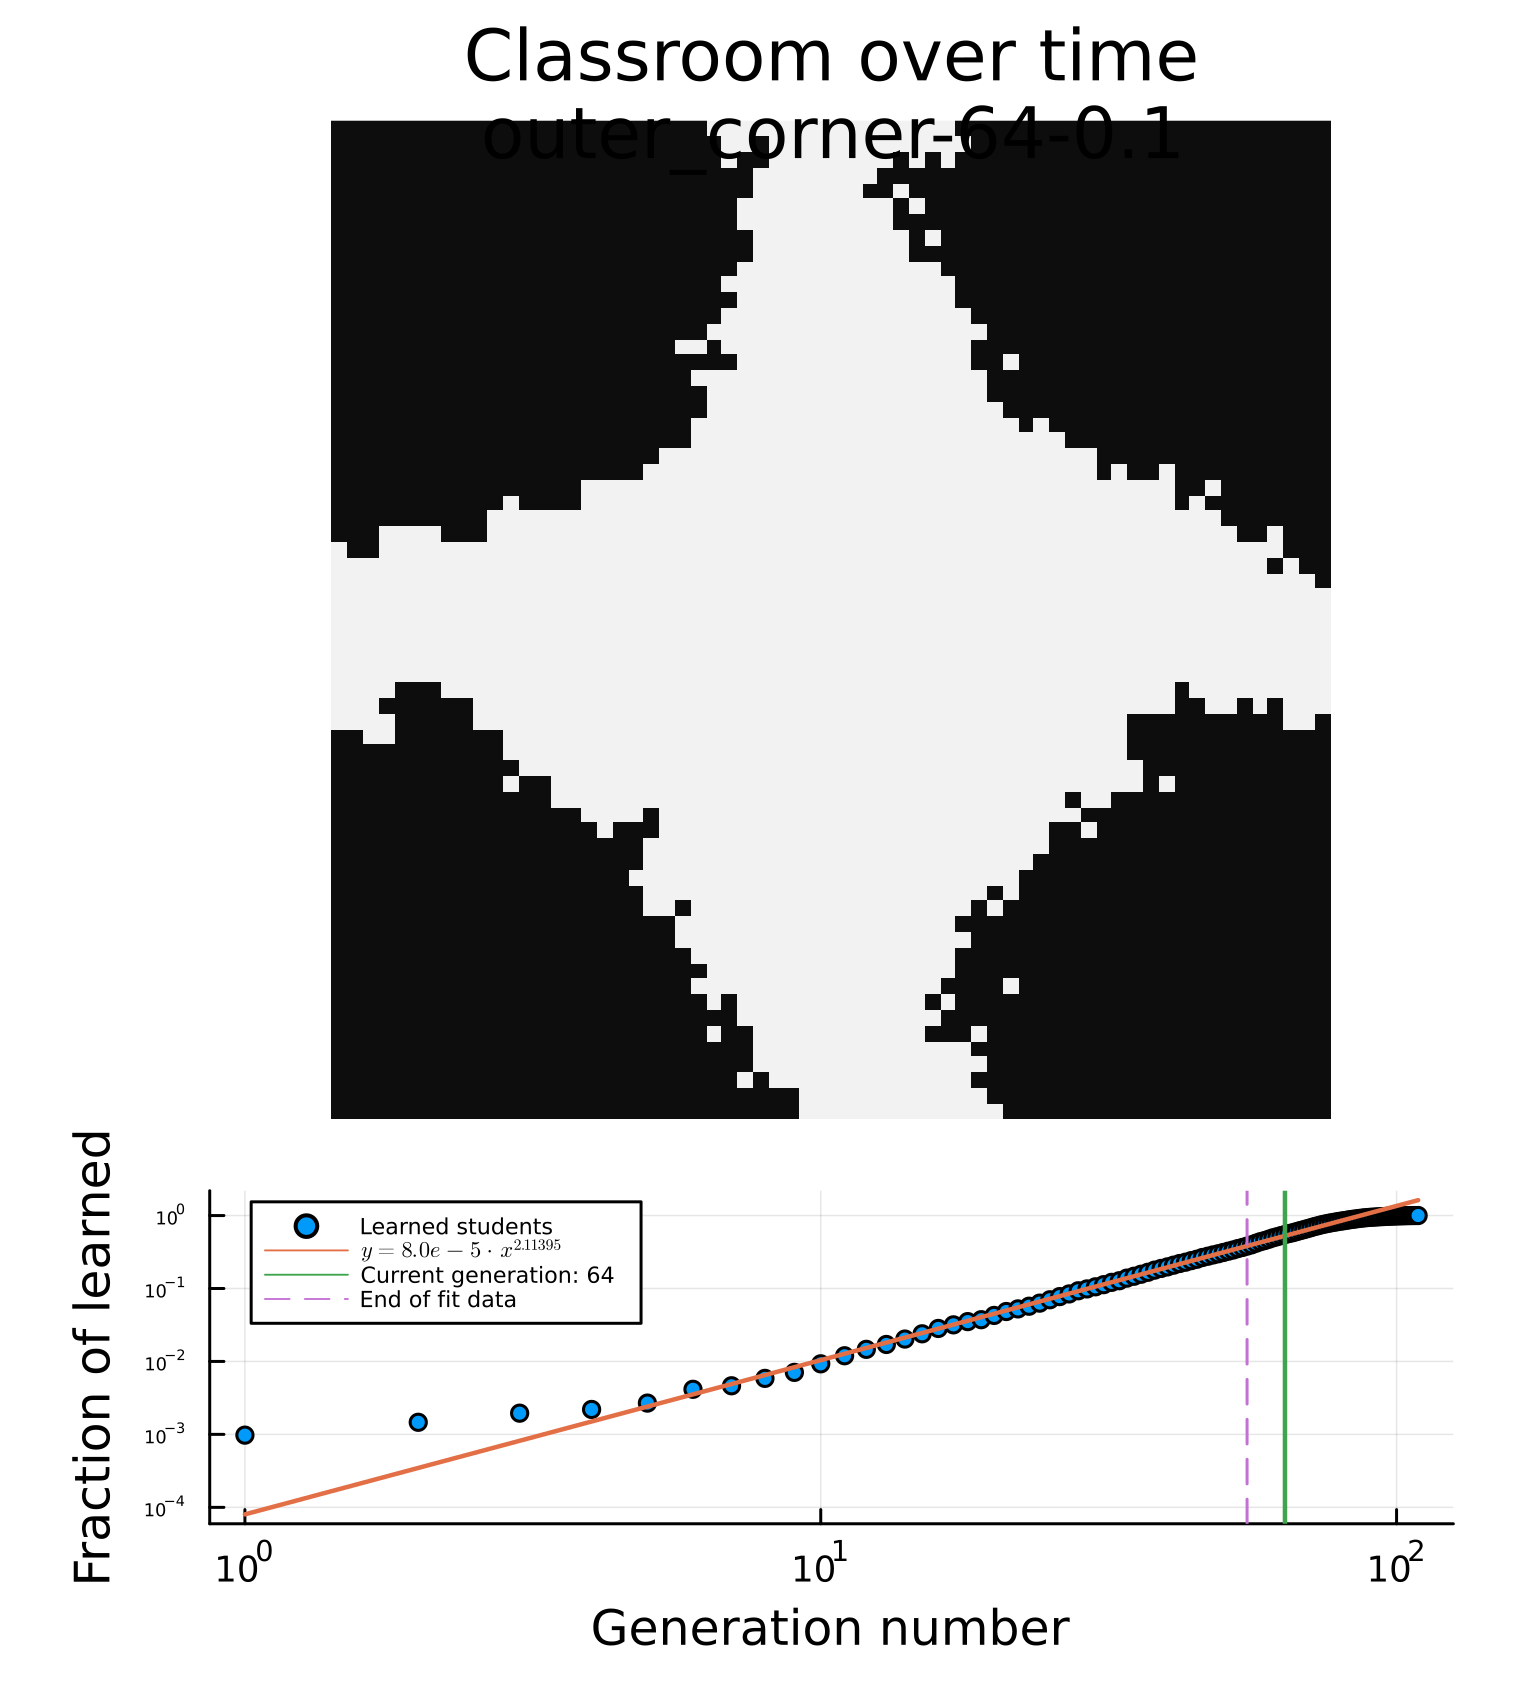 Classroom over time
outer_corner-64-0.1
Fraction of learned
10^0
10^-1
10^-2
10^-3
10^-4
Learned students
y = 8.0e − 5 · x^2.11395
Current generation: 64
End of fit data
10^0 10^1 10^2
Generation number